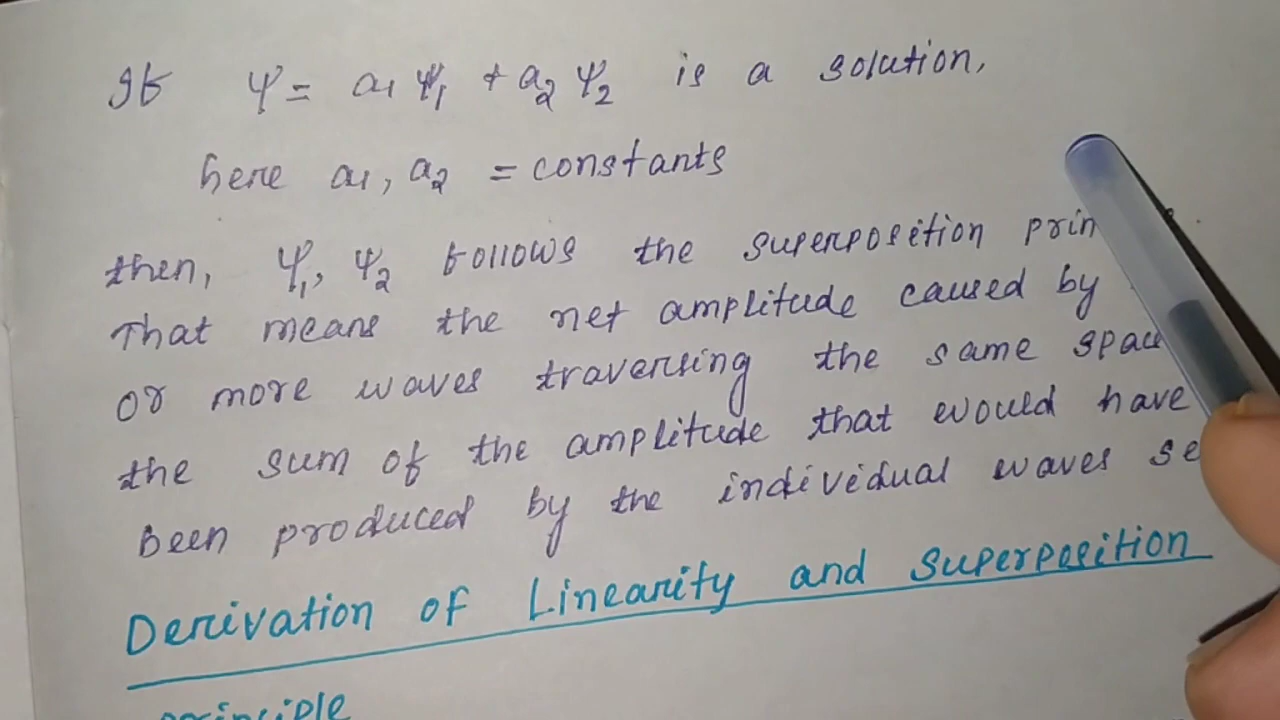 If ψ = a1 ψ1 + a2 ψ2 is a solution,
here a1, a2 = constants
then, ψ1, ψ2 follows the superposition prin
That means the net amplitude caused by
or more waves traversing the same spac
the sum of the amplitude that would have
been produced by the individual waves se
Derivation of Linearity and Superposition
principle